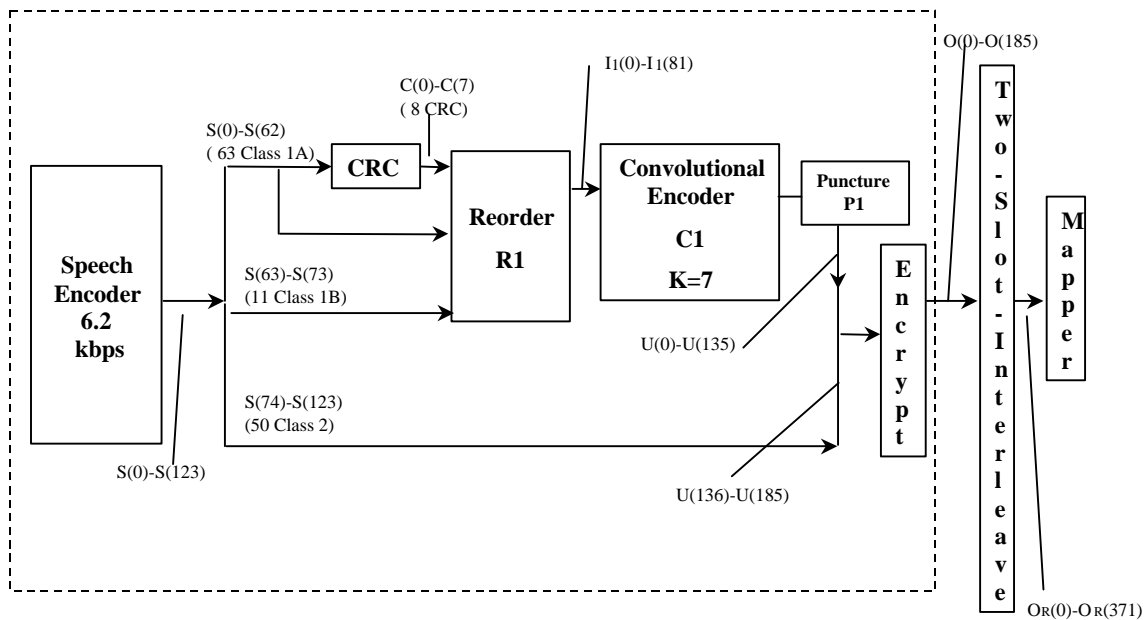 O(0)-O(185)
I1(0)-I1(81)
C(0)-C(7)
( 8 CRC)
S(0)-S(62)
( 63 Class 1A)
CRC
Reorder
R1
Convolutional
Encoder
C1
K=7
Puncture
P1
Speech
Encoder
6.2
kbps
S(63)-S(73)
(11 Class 1B)
U(0)-U(135)
S(74)-S(123)
(50 Class 2)
S(0)-S(123)
U(136)-U(185)
Encrypt
Two-Slot-Interleave
Mapper
OR(0)-OR(371)